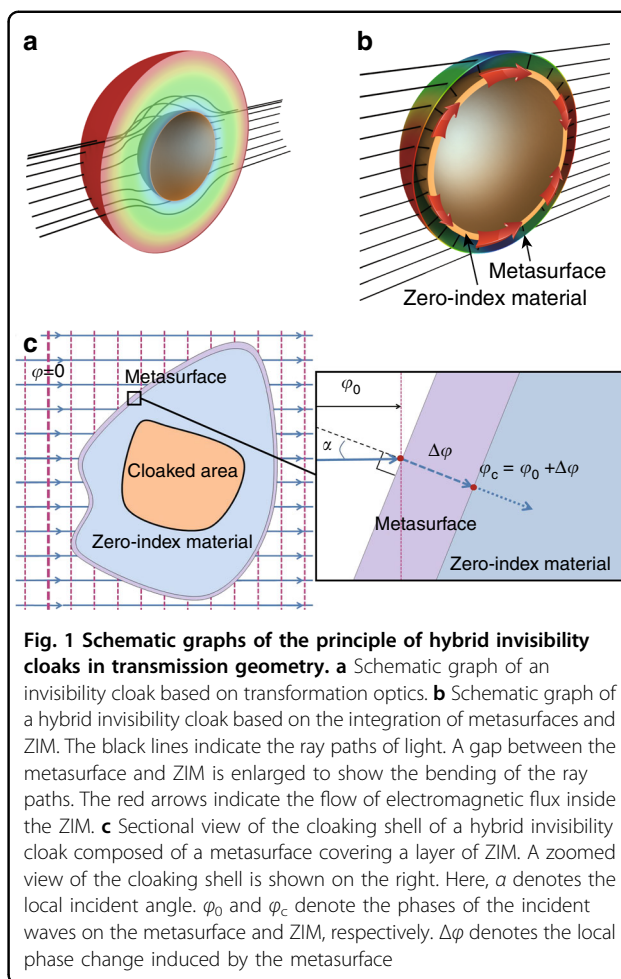 a
b
Metasurface
Zero-index material
c
φ=0
Metasurface
Cloaked area
Zero-index material
φ₀
α
Δφ
φc = φ₀ +Δφ
Metasurface
Zero-index material
Fig. 1 Schematic graphs of the principle of hybrid invisibility
cloaks in transmission geometry. a Schematic graph of an
invisibility cloak based on transformation optics. b Schematic graph of
a hybrid invisibility cloak based on the integration of metasurfaces and
ZIM. The black lines indicate the ray paths of light. A gap between the
metasurface and ZIM is enlarged to show the bending of the ray
paths. The red arrows indicate the flow of electromagnetic flux inside
the ZIM. c Sectional view of the cloaking shell of a hybrid invisibility
cloak composed of a metasurface covering a layer of ZIM. A zoomed
view of the cloaking shell is shown on the right. Here, α denotes the
local incident angle. φ₀ and φc denote the phases of the incident
waves on the metasurface and ZIM, respectively. Δφ denotes the local
phase change induced by the metasurface